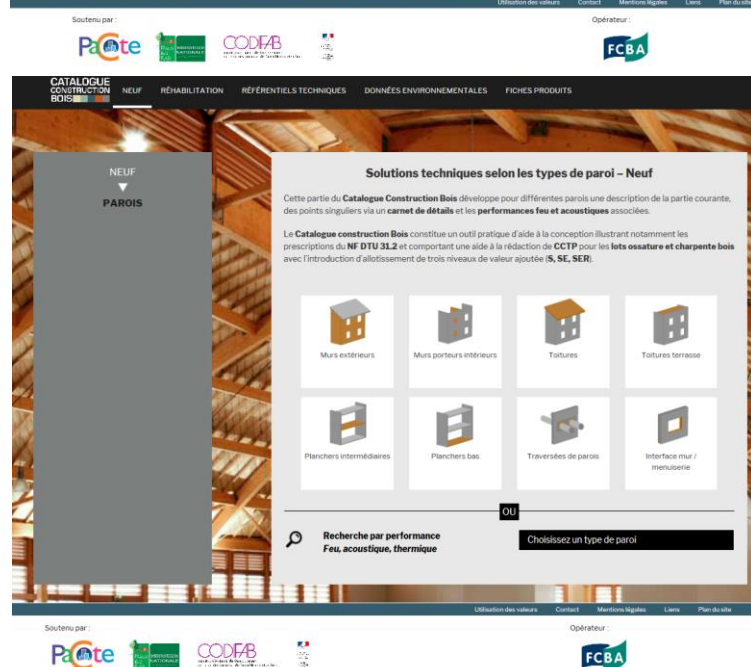 Utilisation des valeurs Contact Mentions légales Liens Plan du site
Soutenu par :
Opérateur :
PaCte
CODIFAB
FCBA
CATALOGUE
CONSTRUCTION
BOIS
NEUF RÉHABILITATION RÉFÉRENTIELS TECHNIQUES DONNÉES ENVIRONNEMENTALES FICHES PRODUITS
NEUF
PAROIS
Solutions techniques selon les types de paroi – Neuf
Cette partie du Catalogue Construction Bois développe pour différentes parois une description de la partie courante,
des points singuliers via un carnet de détails et les performances feu et acoustiques associées.
Le Catalogue construction Bois constitue un outil pratique d'aide à la conception illustrant notamment les
prescriptions du NF DTU 31.2 et comportant une aide à la rédaction de CCTP pour les lots ossature et charpente bois
avec l'introduction d'allotissement de trois niveaux de valeur ajoutée (S, SE, SER).
Murs extérieurs
Murs porteurs intérieurs
Toitures
Toitures terrasse
Planchers intermédiaires
Planchers bas
Traversées de parois
Interface mur /
menuiserie
OU
Recherche par performance
Feu, acoustique, thermique
Choisissez un type de paroi
Utilisation des valeurs Contact Mentions légales Liens Plan du site
Soutenu par :
Opérateur :
PaCte
CODIFAB
FCBA